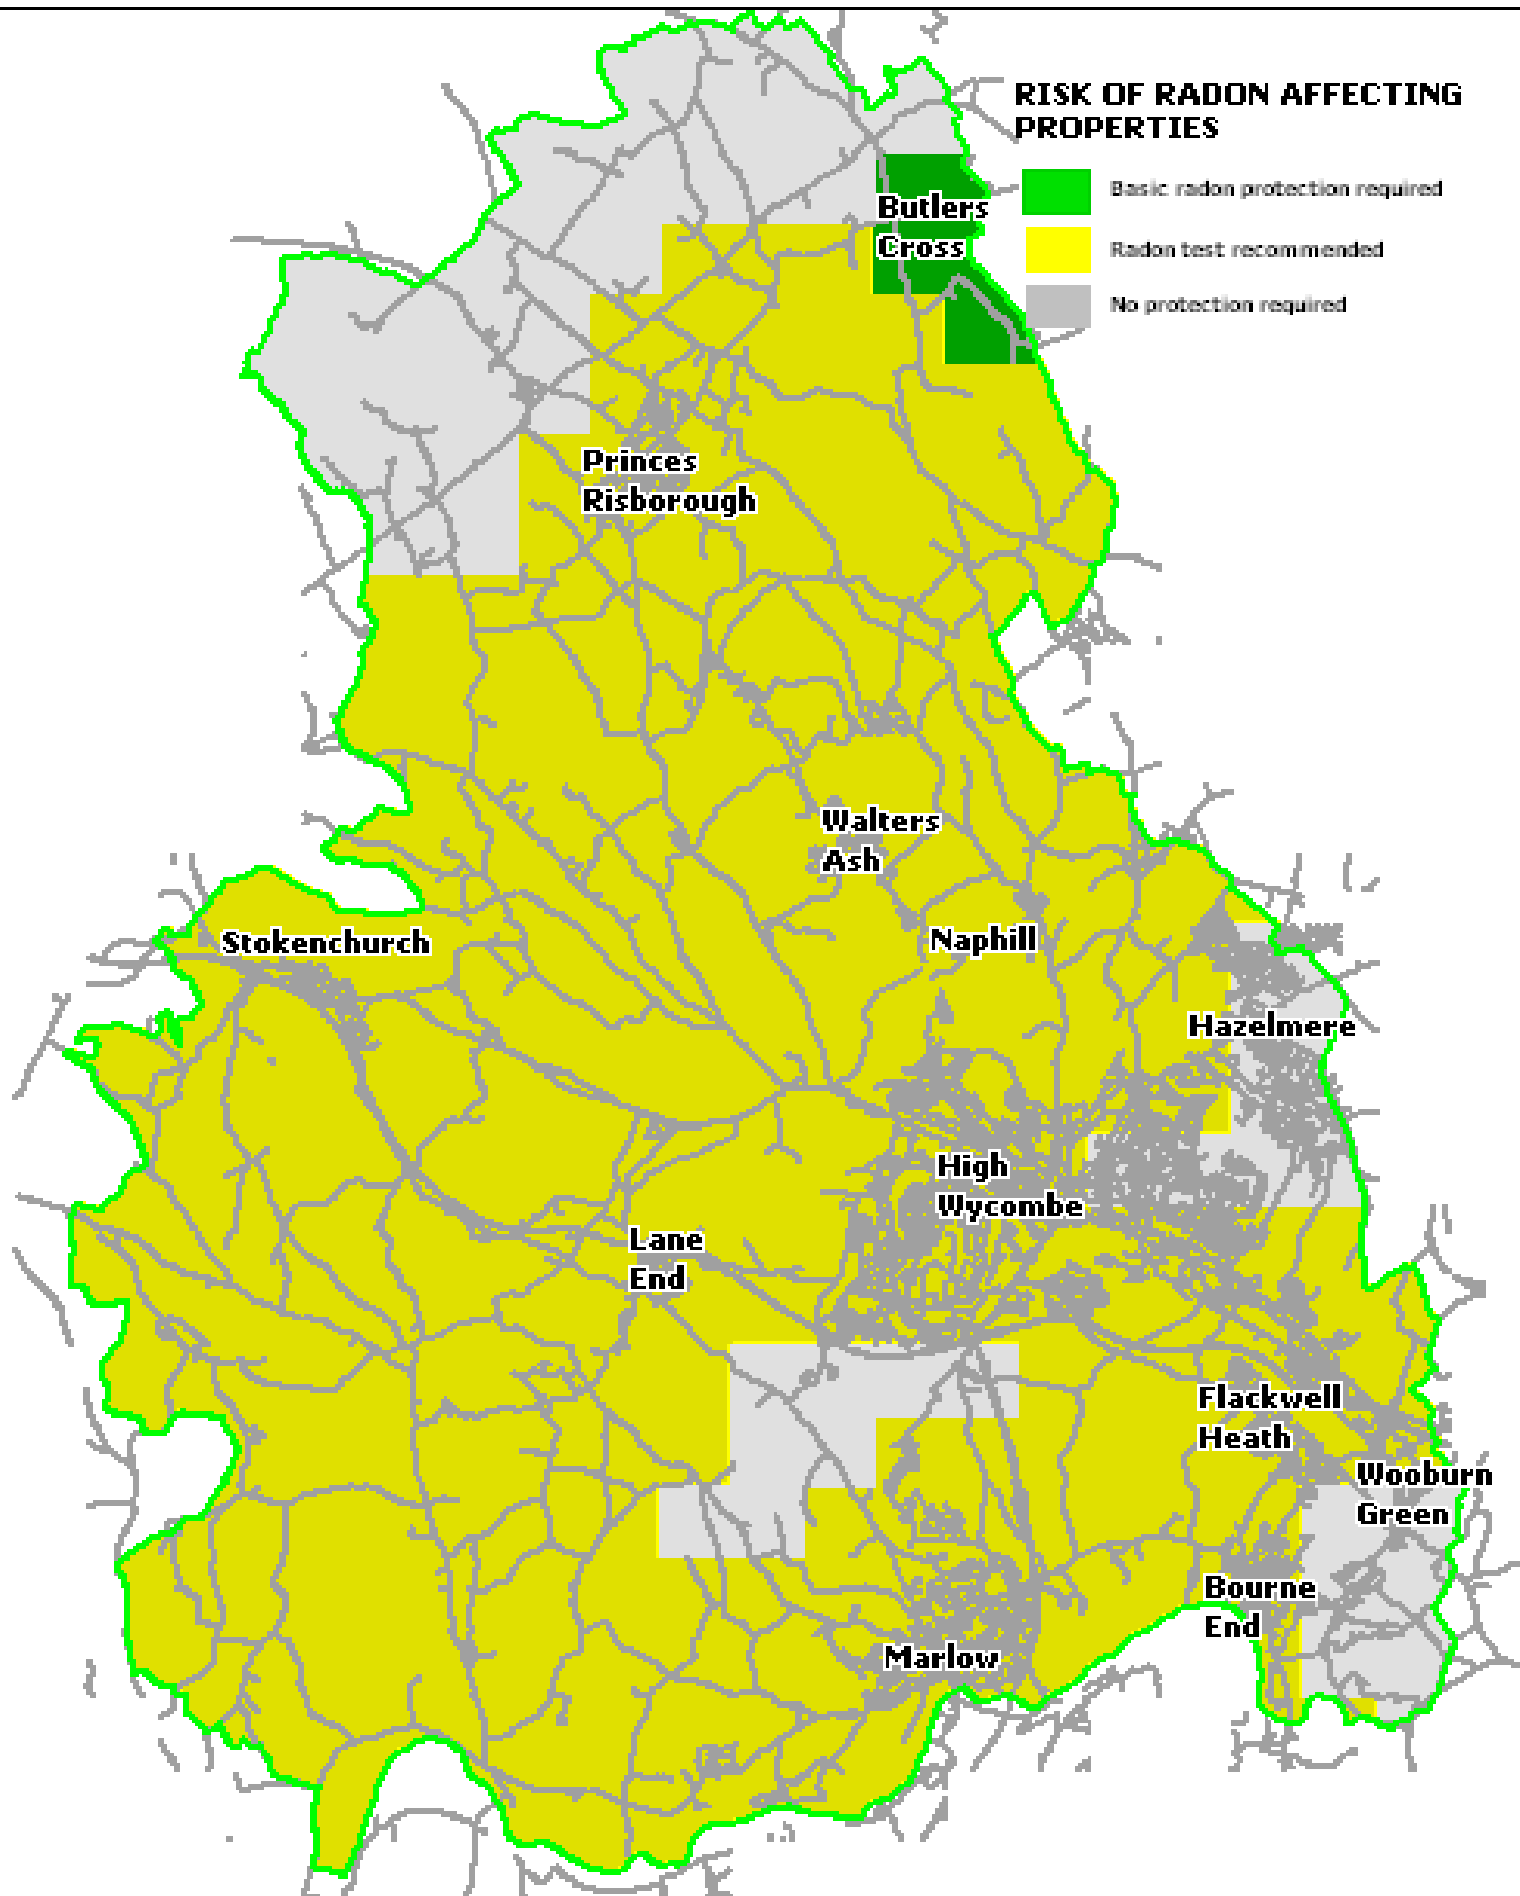 RISK OF RADON AFFECTING
PROPERTIES
Basic radon protection required
Radon test recommended
No protection required
Butlers
Cross
Princes
Risborough
Walters
Ash
Naphill
Stokenchurch
Hazelmere
High
Wycombe
Lane
End
Flackwell
Heath
Wooburn
Green
Bourne
End
Marlow